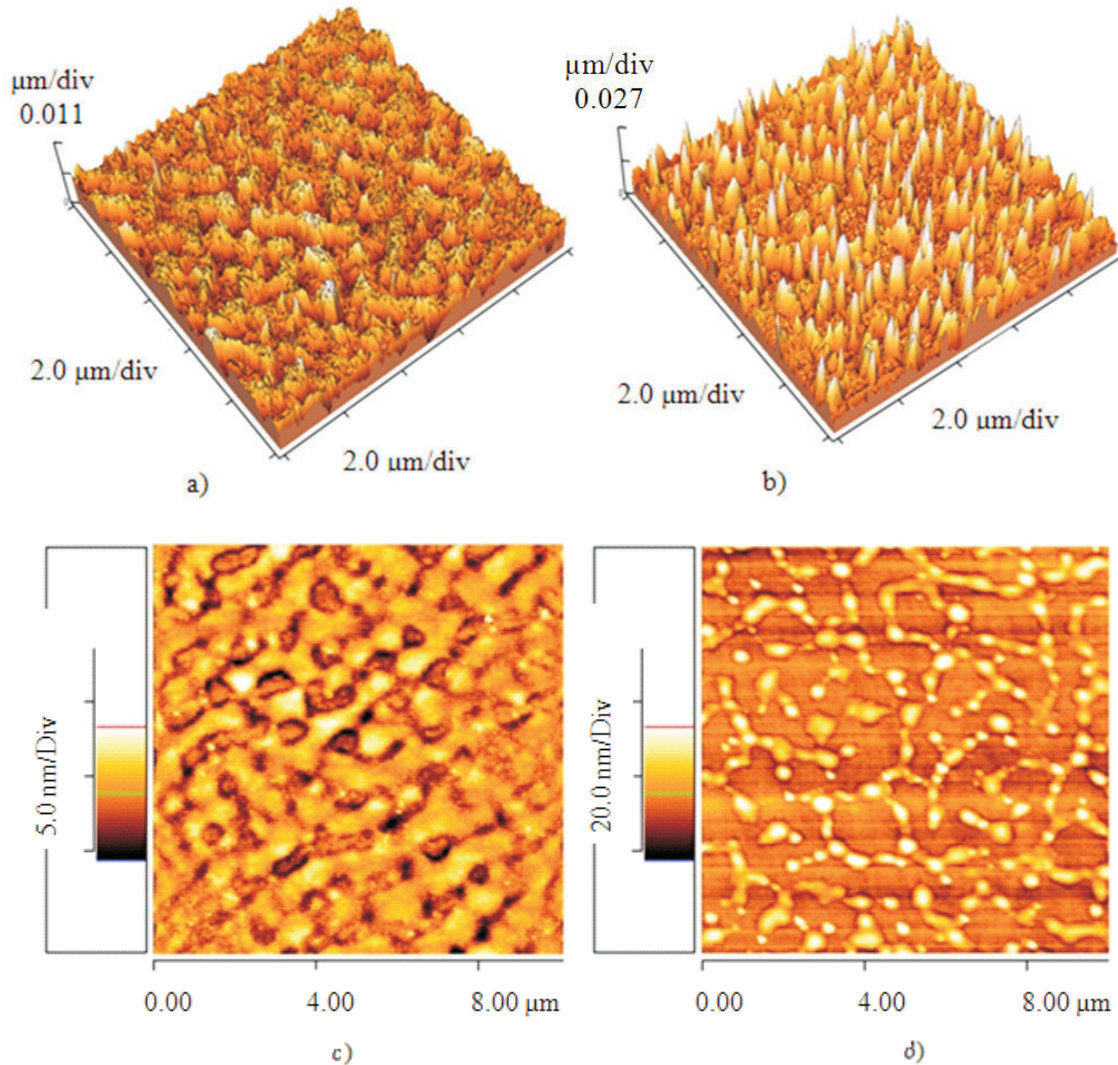 µm/div
0.011
2.0 µm/div
2.0 µm/div
a)
µm/div
0.027
2.0 µm/div
2.0 µm/div
b)
5.0 nm/Div
0.00 4.00 8.00 µm
c)
20.0 nm/Div
0.00 4.00 8.00 µm
d)